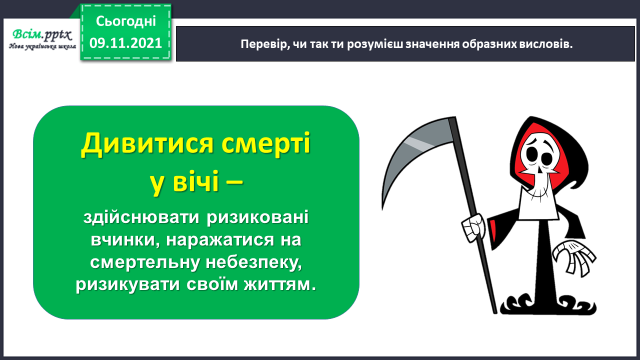 Всім.pptx
Нова українська школа
Сьогодні
09.11.2021
Перевір, чи так ти розумієш значення образних висловів.
Дивитися смерті
у вічі –
здійснювати ризиковані
вчинки, наражатися на
смертельну небезпеку,
ризикувати своїм життям.